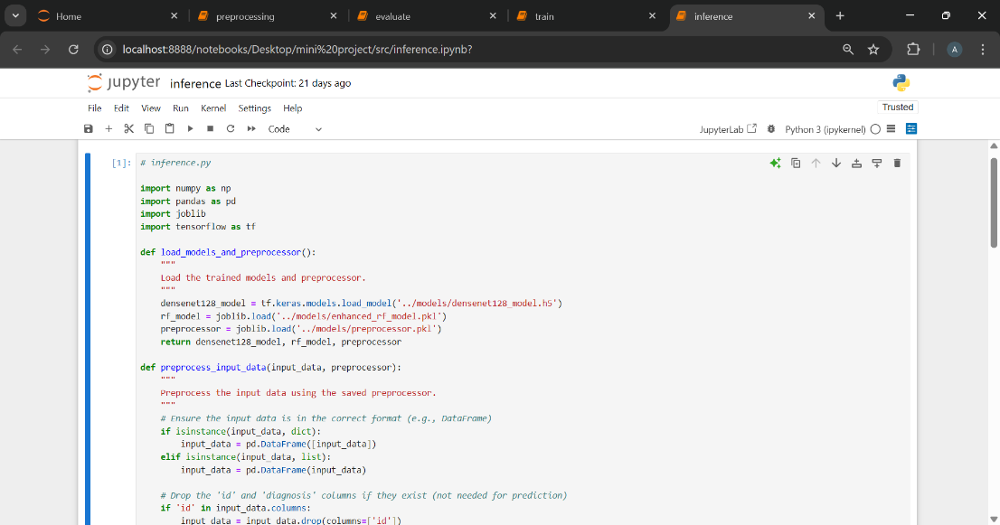 Home
preprocessing
evaluate
train
inference
localhost:8888/notebooks/Desktop/mini%20project/src/inference.ipynb?
A
jupyter inference Last Checkpoint: 21 days ago
File Edit View Run Kernel Settings Help
Trusted
Code
JupyterLab
Python 3 (ipykernel)
[1]:
# inference.py
import numpy as np
import pandas as pd
import joblib
import tensorflow as tf
def load_models_and_preprocessor():
"""
Load the trained models and preprocessor.
"""
densenet128_model = tf.keras.models.load_model('../models/densenet128_model.h5')
rf_model = joblib.load('../models/enhanced_rf_model.pkl')
preprocessor = joblib.load('../models/preprocessor.pkl')
return densenet128_model, rf_model, preprocessor
def preprocess_input_data(input_data, preprocessor):
"""
Preprocess the input data using the saved preprocessor.
"""
# Ensure the input data is in the correct format (e.g., DataFrame)
if isinstance(input_data, dict):
input_data = pd.DataFrame([input_data])
elif isinstance(input_data, list):
input_data = pd.DataFrame(input_data)
# Drop the 'id' and 'diagnosis' columns if they exist (not needed for prediction)
if 'id' in input_data.columns:
input_data = input_data.drop(columns=['id'])